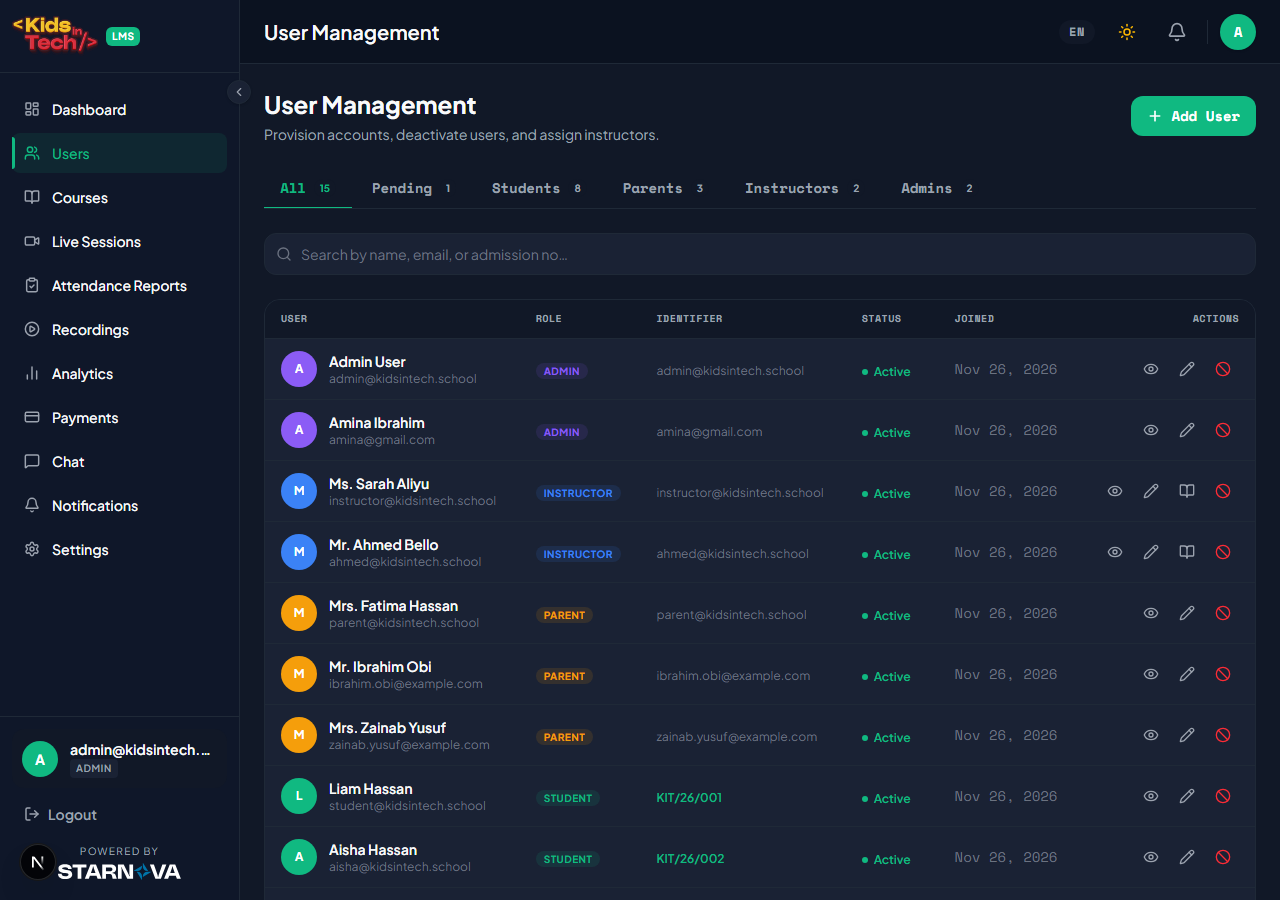 <Kids in
Tech/>
LMS
Dashboard
Users
Courses
Live Sessions
Attendance Reports
Recordings
Analytics
Payments
Chat
Notifications
Settings
A
admin@kidsintech....
ADMIN
Logout
N
POWERED BY
STARNOVA
User Management
EN
A
User Management
Provision accounts, deactivate users, and assign instructors.
+ Add User
All 15 Pending 1 Students 8 Parents 3 Instructors 2 Admins 2
Search by name, email, or admission no...
USER ROLE IDENTIFIER STATUS JOINED ACTIONS
A Admin User ADMIN admin@kidsintech.school Active Nov 26, 2026
admin@kidsintech.school
A Amina Ibrahim ADMIN amina@gmail.com Active Nov 26, 2026
amina@gmail.com
M Ms. Sarah Aliyu INSTRUCTOR instructor@kidsintech.school Active Nov 26, 2026
instructor@kidsintech.school
M Mr. Ahmed Bello INSTRUCTOR ahmed@kidsintech.school Active Nov 26, 2026
ahmed@kidsintech.school
M Mrs. Fatima Hassan PARENT parent@kidsintech.school Active Nov 26, 2026
parent@kidsintech.school
M Mr. Ibrahim Obi PARENT ibrahim.obi@example.com Active Nov 26, 2026
ibrahim.obi@example.com
M Mrs. Zainab Yusuf PARENT zainab.yusuf@example.com Active Nov 26, 2026
zainab.yusuf@example.com
L Liam Hassan STUDENT KIT/26/001 Active Nov 26, 2026
student@kidsintech.school
A Aisha Hassan STUDENT KIT/26/002 Active Nov 26, 2026
aisha@kidsintech.school